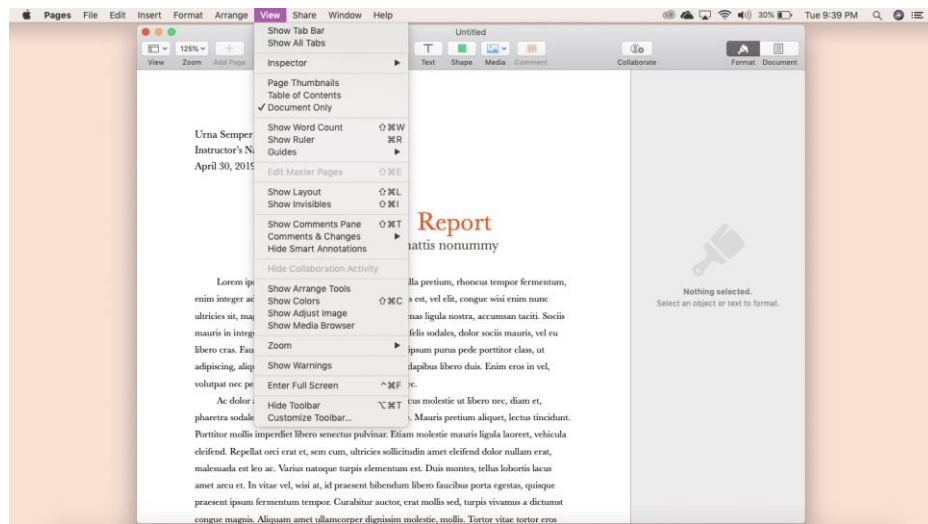 Pages File Edit Insert Format Arrange View Share Window Help 30% Tue 9:39 PM
Untitled
125%
View Zoom Add Page
Text Shape Media Comment
Collaborate
Format Document
Show Tab Bar
Show All Tabs
Inspector
Page Thumbnails
Table of Contents
✓ Document Only
Show Word Count ⇧⌘W
Show Ruler ⌘R
Guides
Edit Master Pages ⇧⌘E
Show Layout ⇧⌘L
Show Invisibles ⇧⌘I
Show Comments Pane ⇧⌘T
Comments & Changes
Hide Smart Annotations
Hide Collaboration Activity
Show Arrange Tools
Show Colors ⇧⌘C
Show Adjust Image
Show Media Browser
Zoom
Show Warnings
Enter Full Screen ^⌘F
Hide Toolbar ⌥⌘T
Customize Toolbar...
Urna Semper
Instructor's
April 30, 2019
Report
mattis nonummy
Lorem pretium, rhoncus tempor fermentum,
enim integer est, vel elit, congue wisi enim nunc
ultricies sit, ligula nostra, accumsan taciti. Sociis
mauris in felis sodales, dolor sociis mauris, vel eu
libero cras. ipsum purus pede porttitor class, ut
adipiscing, dapibus libero duis. Enim eros in vel,
volutpat nec
Ac dolor molestie ut libero nec, diam et,
pharetra Mauris pretium aliquet, lectus tincidunt.
Porttitor mollis imperdiet libero senectus pulvinar. Etiam molestie mauris ligula laoreet, vehicula
eleifend. Repellat orci erat et, sem cum, ultricies sollicitudin amet eleifend dolor nullam erat,
malesuada est leo ac. Varius natoque turpis elementum est. Duis montes, tellus lobortis lacus
amet arcu et. In vitae vel, wisi at, id praesent bibendum libero faucibus porta egestas, quisque
praesent ipsum fermentum tempor. Curabitur auctor, erat mollis sed, turpis vivamus a dictumst
congue magnis. Aliquam amet ullamcorper dignissim molestie, mollis. Tortor vitae tortor eros
Nothing selected.
Select an object or text to format.